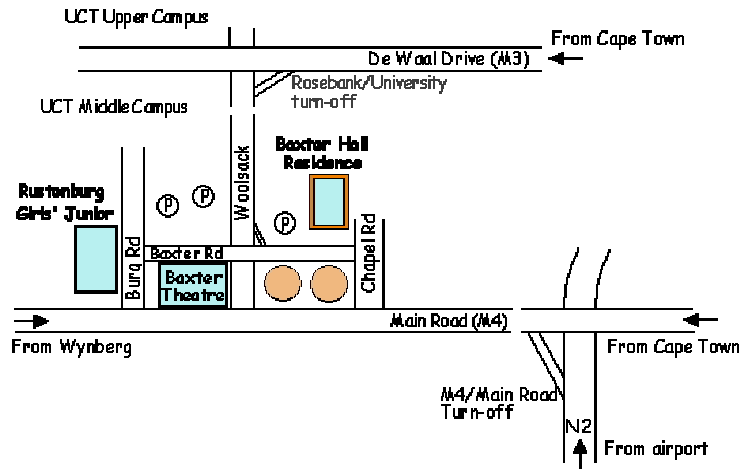 UCT Upper Campus
From Cape Town
De Waal Drive (M3)
Rosebank/University
turn-off
UCT Middle Campus
Baxter Hall
Residence
Woolsack
Rustenburg
Girls' Junior
P
P
P
Chapel Rd
Burg Rd
Baxter Rd
Baxter
Theatre
Main Road (M4)
From Wynberg
From Cape Town
M4/Main Road
Turn-off
N2
From airport